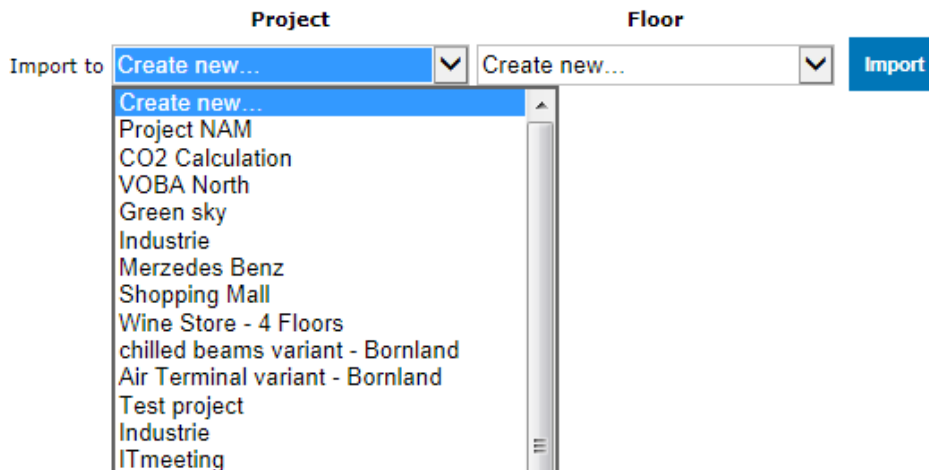 Project Floor
Import to Create new... Create new... Import
Create new...
Project NAM
CO2 Calculation
VOBA North
Green sky
Industrie
Merzedes Benz
Shopping Mall
Wine Store - 4 Floors
chilled beams variant - Bornland
Air Terminal variant - Bornland
Test project
Industrie
ITmeeting